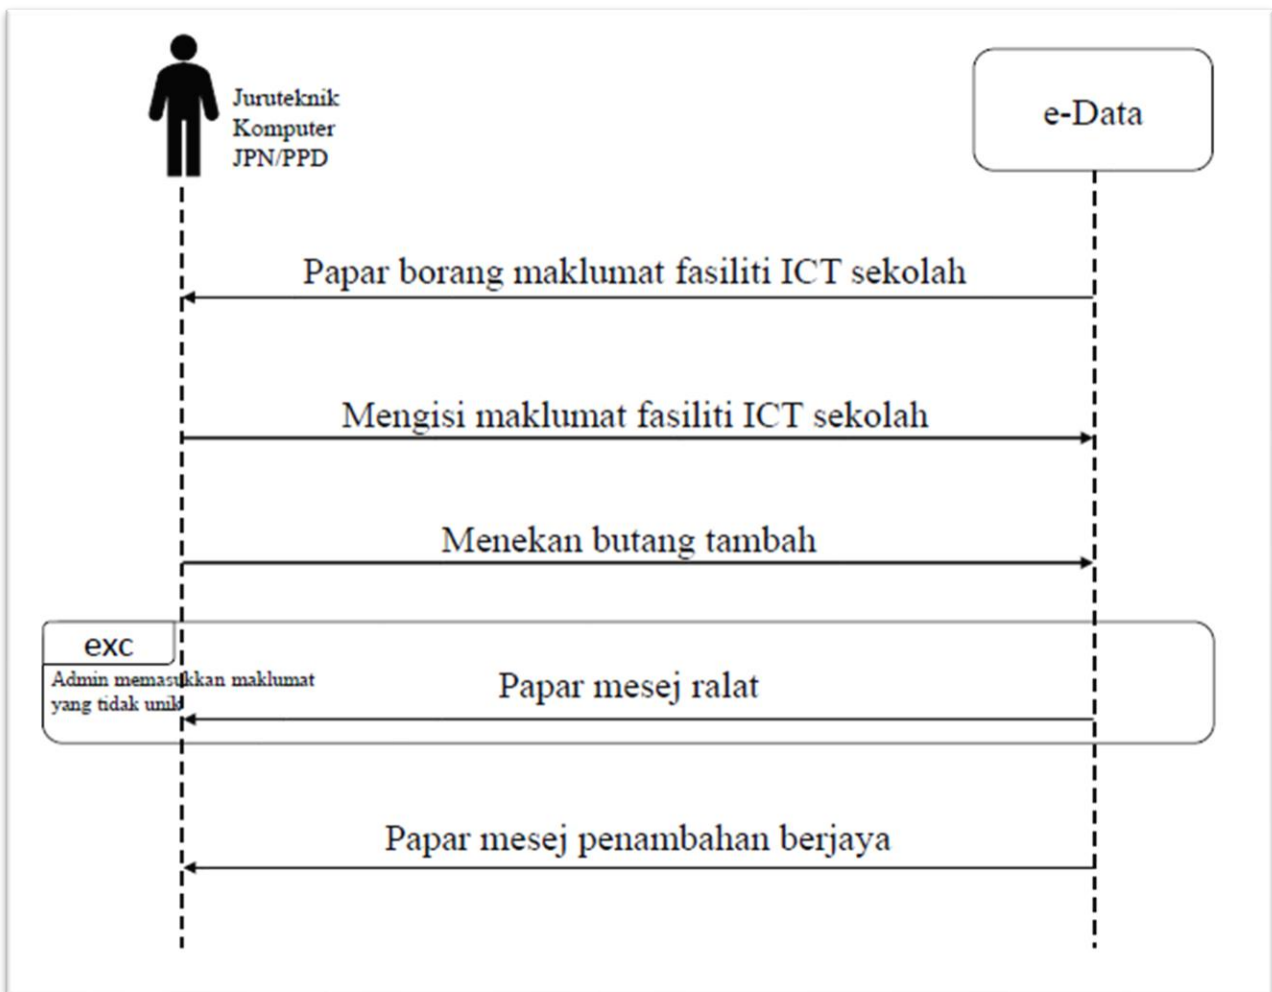 Juruteknik
Komputer
JPN/PPD
e-Data
Papar borang maklumat fasiliti ICT sekolah
Mengisi maklumat fasiliti ICT sekolah
Menekan butang tambah
exc
Admin memasukkan maklumat
yang tidak unik
Papar mesej ralat
Papar mesej penambahan berjaya